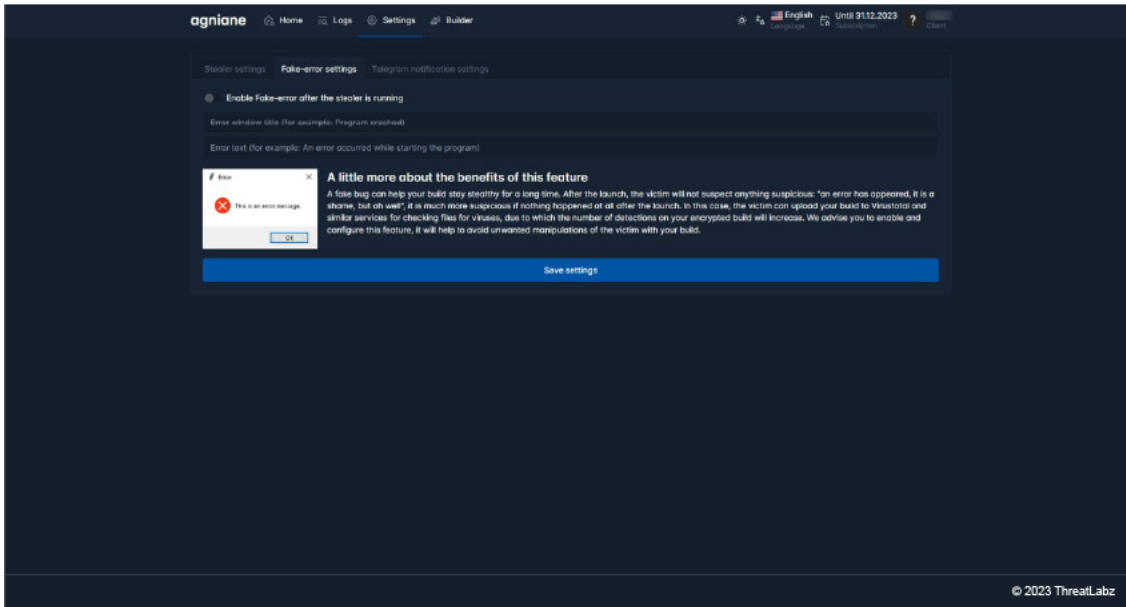 agniane
Home
Logs
Settings
Builder
English
Language
Until 31.12.2023
Subscription
?
Client
Stealer settings
Fake-error settings
Telegram notification settings
Enable Fake-error after the stealer is running
Error window title (for example: Program crashed)
Error text (for example: An error occurred while starting the program)
Error
This is an error message.
OK
A little more about the benefits of this feature
A fake bug can help your build stay stealthy for a long time. After the launch, the victim will not suspect anything suspicious: "an error has appeared, it is a
shame, but oh well", it is much more suspicious if nothing happened at all after the launch. In this case, the victim can upload your build to Virustotal and
similar services for checking files for viruses, due to which the number of detections on your encrypted build will increase. We advise you to enable and
configure this feature, it will help to avoid unwanted manipulations of the victim with your build.
Save settings
© 2023 ThreatLabz